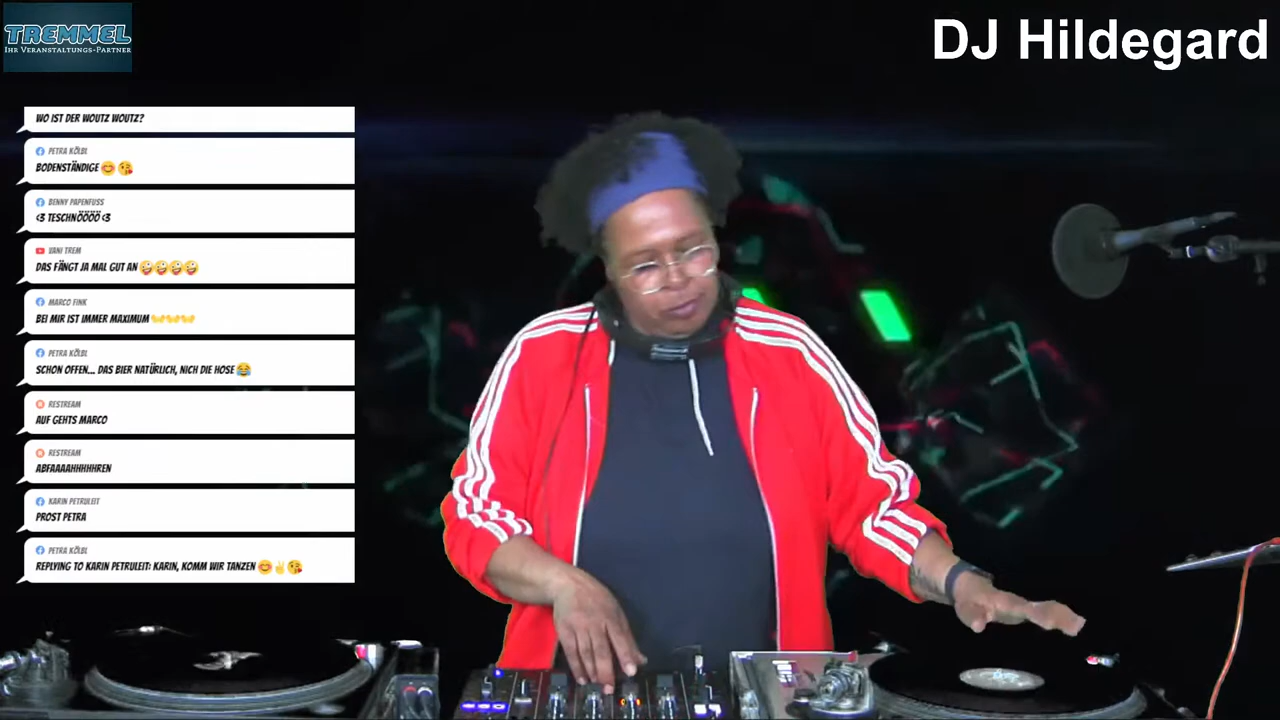 TREMMEL
IHR VERANSTALTUNGS-PARTNER
DJ Hildegard
WO IST DER WOUTZ WOUTZ?
PETRA KÖLBL
BODENSTÄNDIGE 😊 😘
BENNY PAPENFUSS
<3 TESCHNÖÖÖÖ <3
VANI TREM
DAS FÄNGT JA MAL GUT AN 🤪🤪🤪🤪
MARCO FINK
BEI MIR IST IMMER MAXIMUM 👐👐👐
PETRA KÖLBL
SCHON OFFEN... DAS BIER NATÜRLICH, NICH DIE HOSE 😂
RESTREAM
AUF GEHTS MARCO
RESTREAM
ABFAAAAHHHHHREN
KARIN PETRULEIT
PROST PETRA
PETRA KÖLBL
REPLYING TO KARIN PETRULEIT: KARIN, KOMM WIR TANZEN 😊✌️😘